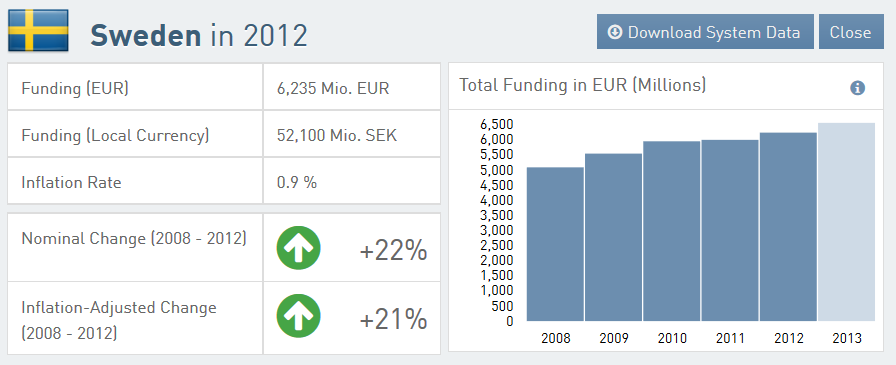 Sweden in 2012
Download System Data
Close
Funding (EUR)
6,235 Mio. EUR
Funding (Local Currency)
52,100 Mio. SEK
Inflation Rate
0.9 %
Nominal Change (2008 - 2012)
+22%
Inflation-Adjusted Change
(2008 - 2012)
+21%
Total Funding in EUR (Millions)
i
6,500
6,000
5,500
5,000
4,500
4,000
3,500
3,000
2,500
2,000
1,500
1,000
500
0
2008 2009 2010 2011 2012 2013